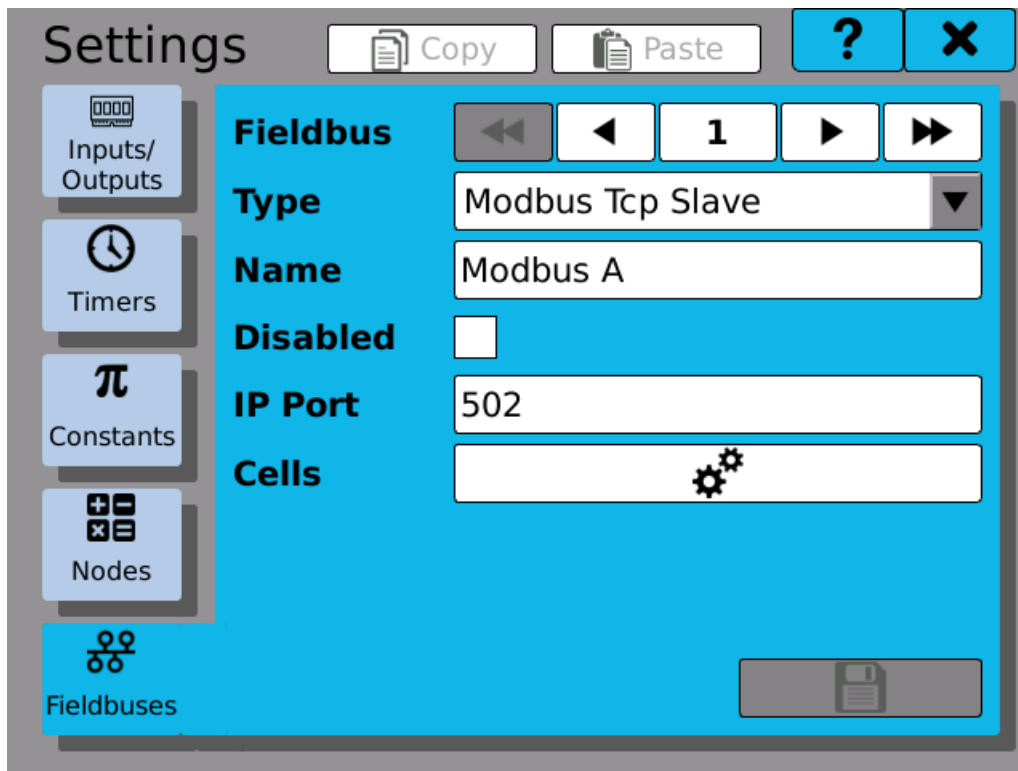 Settings
Copy
Paste
?
Inputs/
Outputs
Timers
π
Constants
Nodes
Fieldbuses
Fieldbus
1
Type
Modbus Tcp Slave
Name
Modbus A
Disabled
IP Port
502
Cells